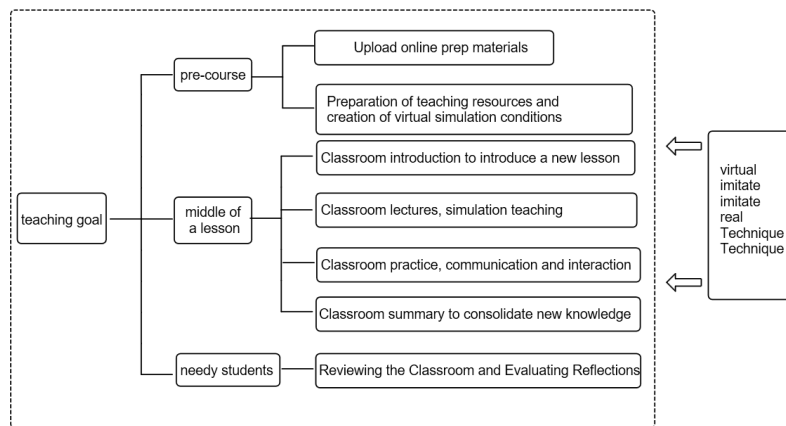 Upload online prep materials
pre-course
Preparation of teaching resources and
creation of virtual simulation conditions
Classroom introduction to introduce a new lesson
teaching goal
middle of
a lesson
Classroom lectures, simulation teaching
Classroom practice, communication and interaction
Classroom summary to consolidate new knowledge
needy students
Reviewing the Classroom and Evaluating Reflections
virtual
imitate
imitate
real
Technique
Technique